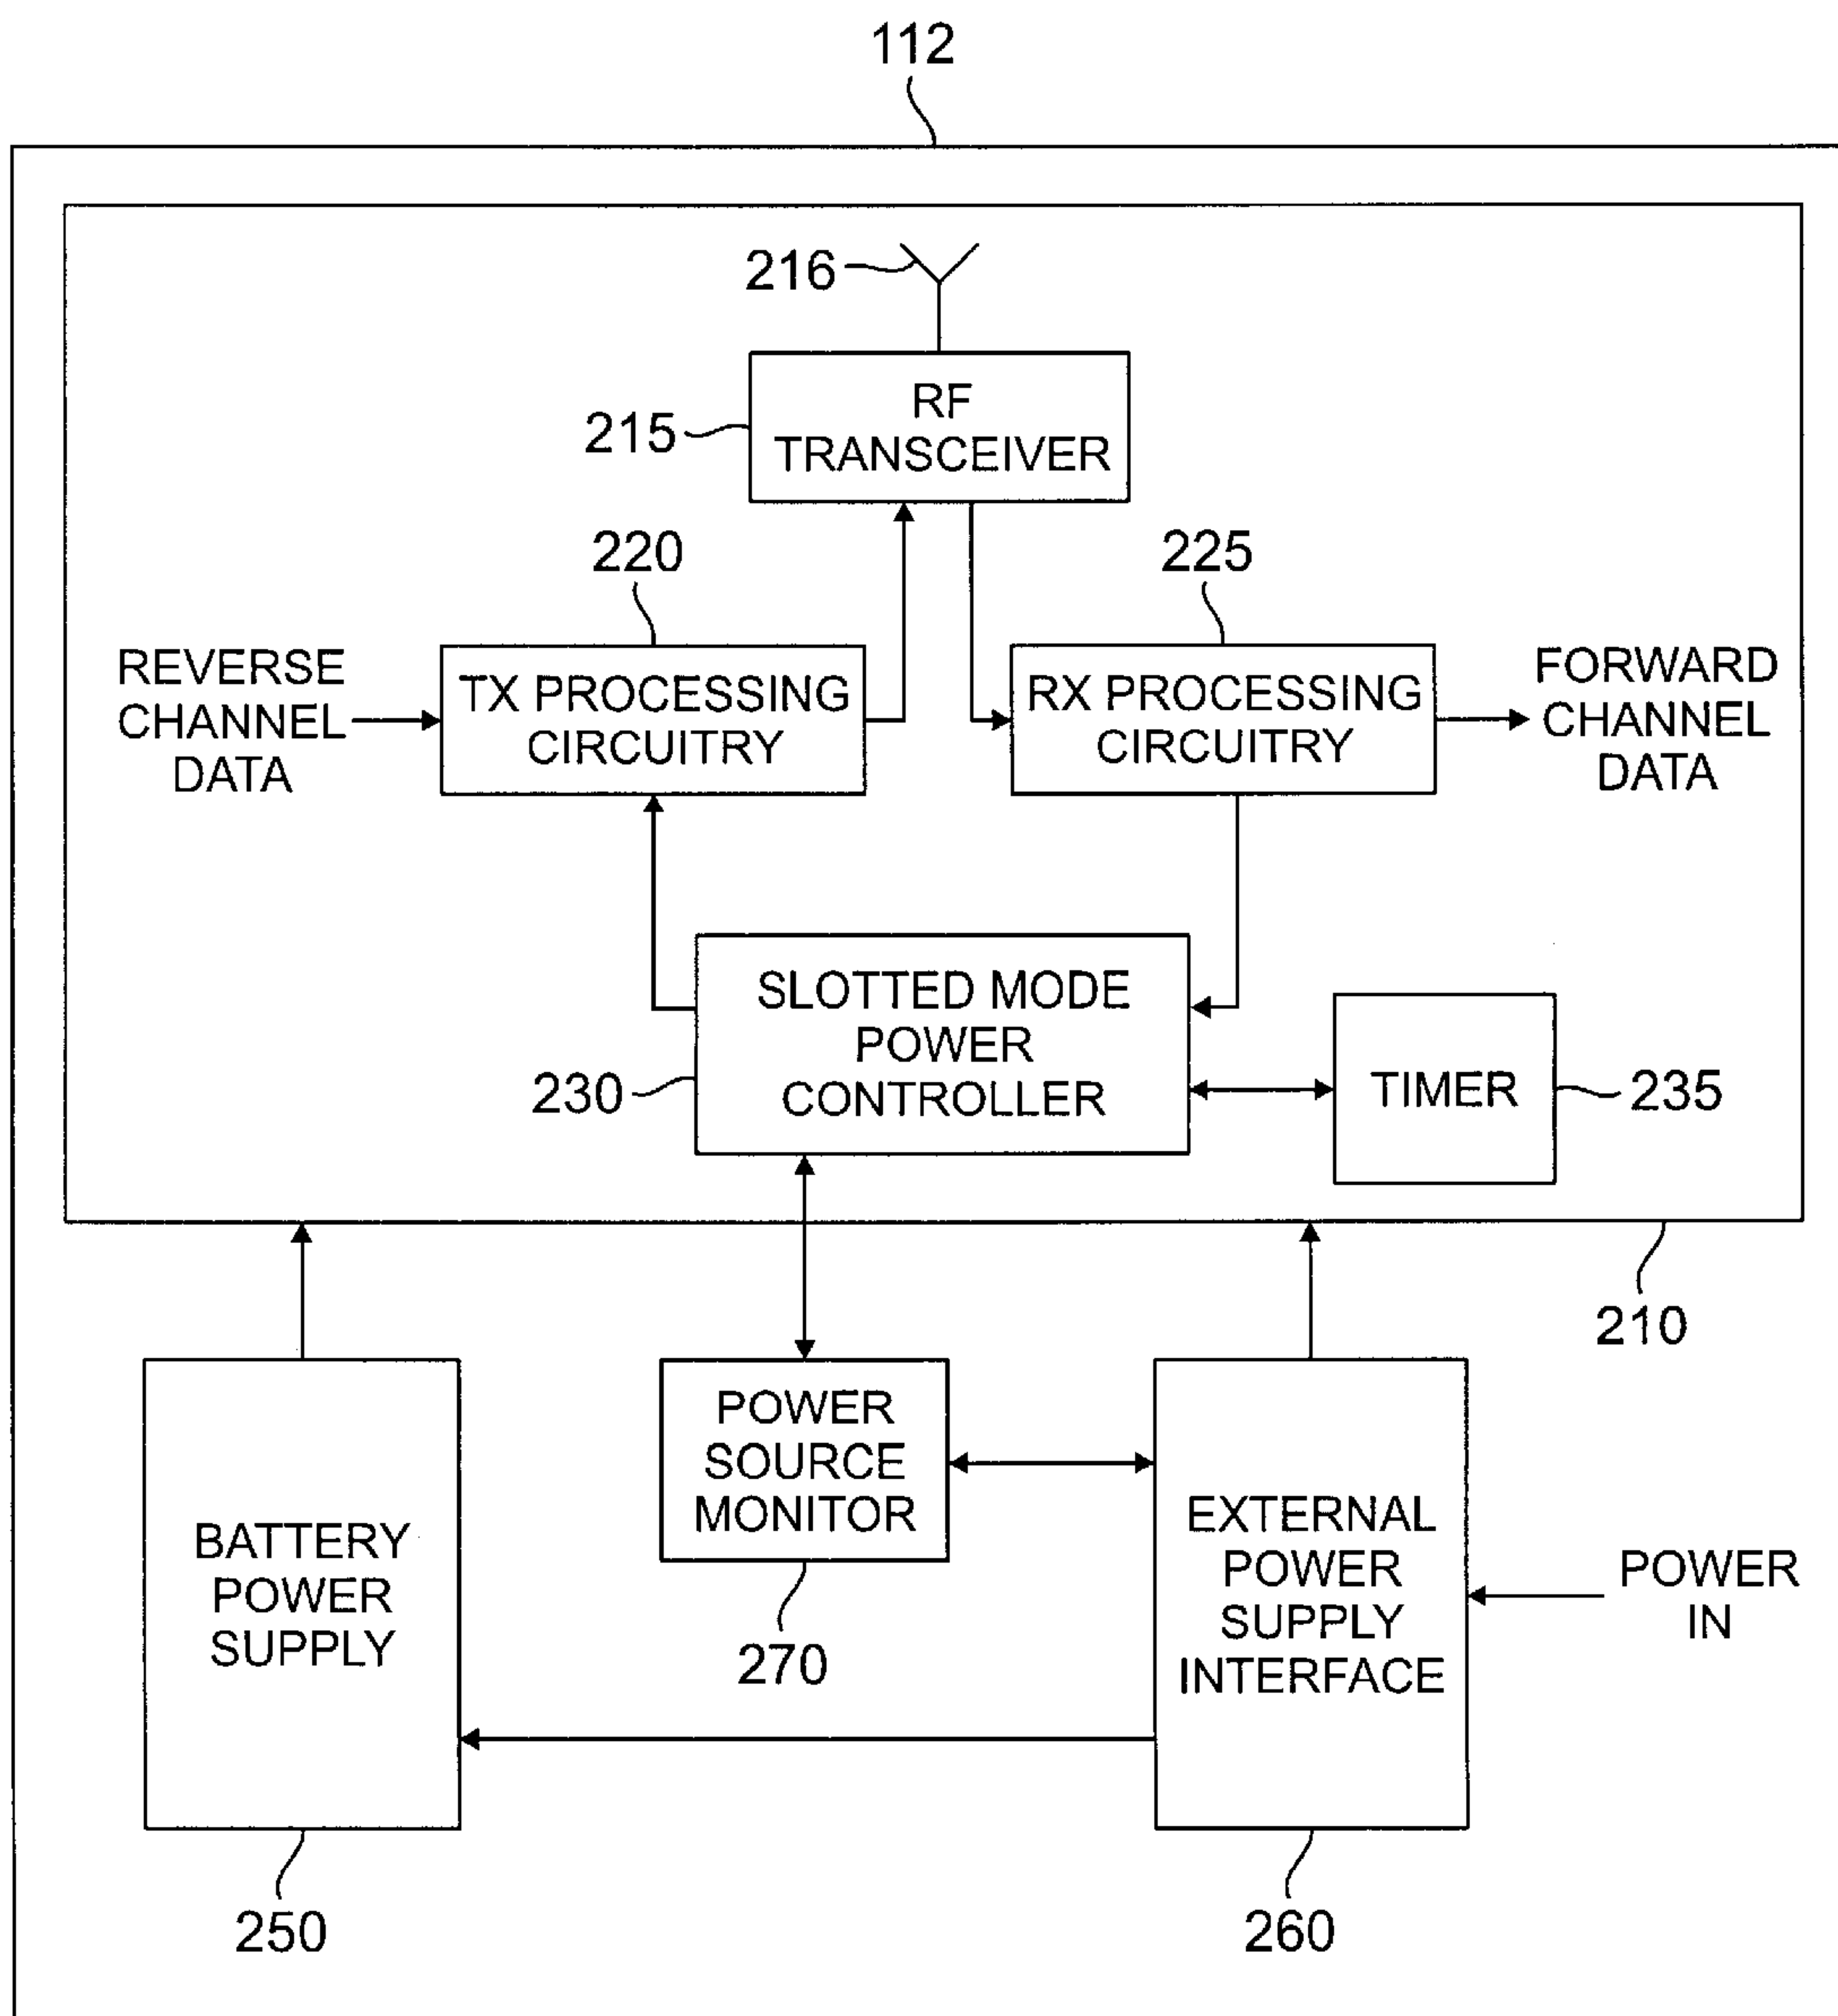 112
216
RF
TRANSCEIVER
215
220
225
REVERSE
CHANNEL
DATA
TX PROCESSING
CIRCUITRY
RX PROCESSING
CIRCUITRY
FORWARD
CHANNEL
DATA
SLOTTED MODE
POWER
CONTROLLER
230
TIMER
235
210
BATTERY
POWER
SUPPLY
POWER
SOURCE
MONITOR
270
EXTERNAL
POWER
SUPPLY
INTERFACE
POWER
IN
250
260